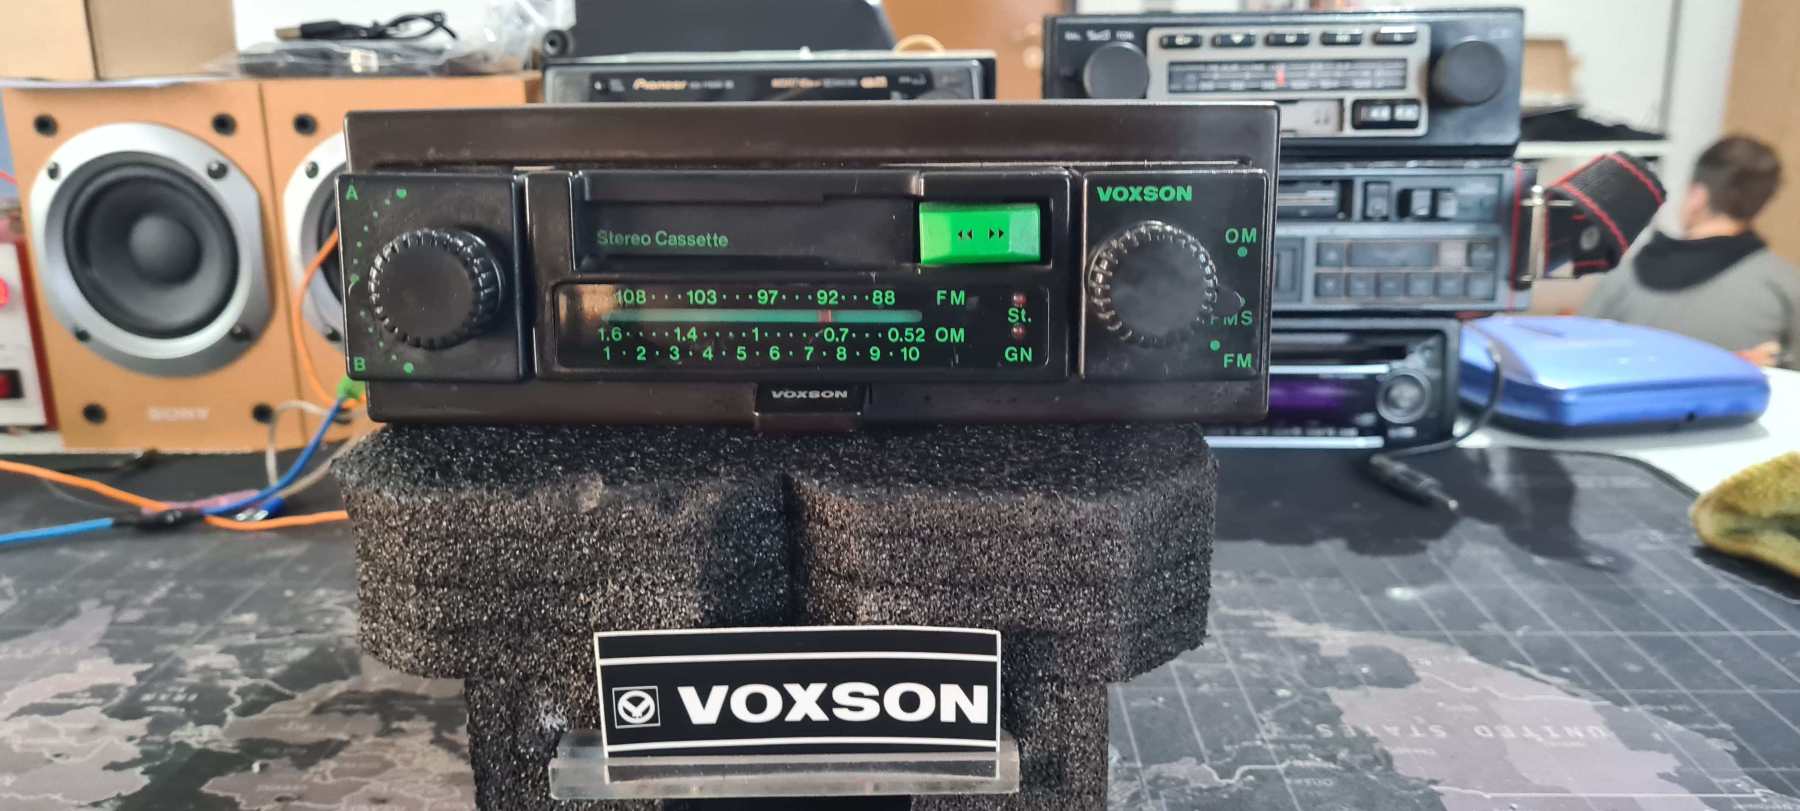 Pioneer
A
VOXSON
OM
Stereo Cassette
108 · · · 103 · · · 97 · · · 92 · · · 88 FM
St.
FMS
1.6 · · · · 1.4 · · · · 1 · · · · 0.7 · · · 0.52 OM
1 · 2 · 3 · 4 · 5 · 6 · 7 · 8 · 9 · 10 GN
B
FM
VOXSON
SONY
VOXSON
UNITED STATES